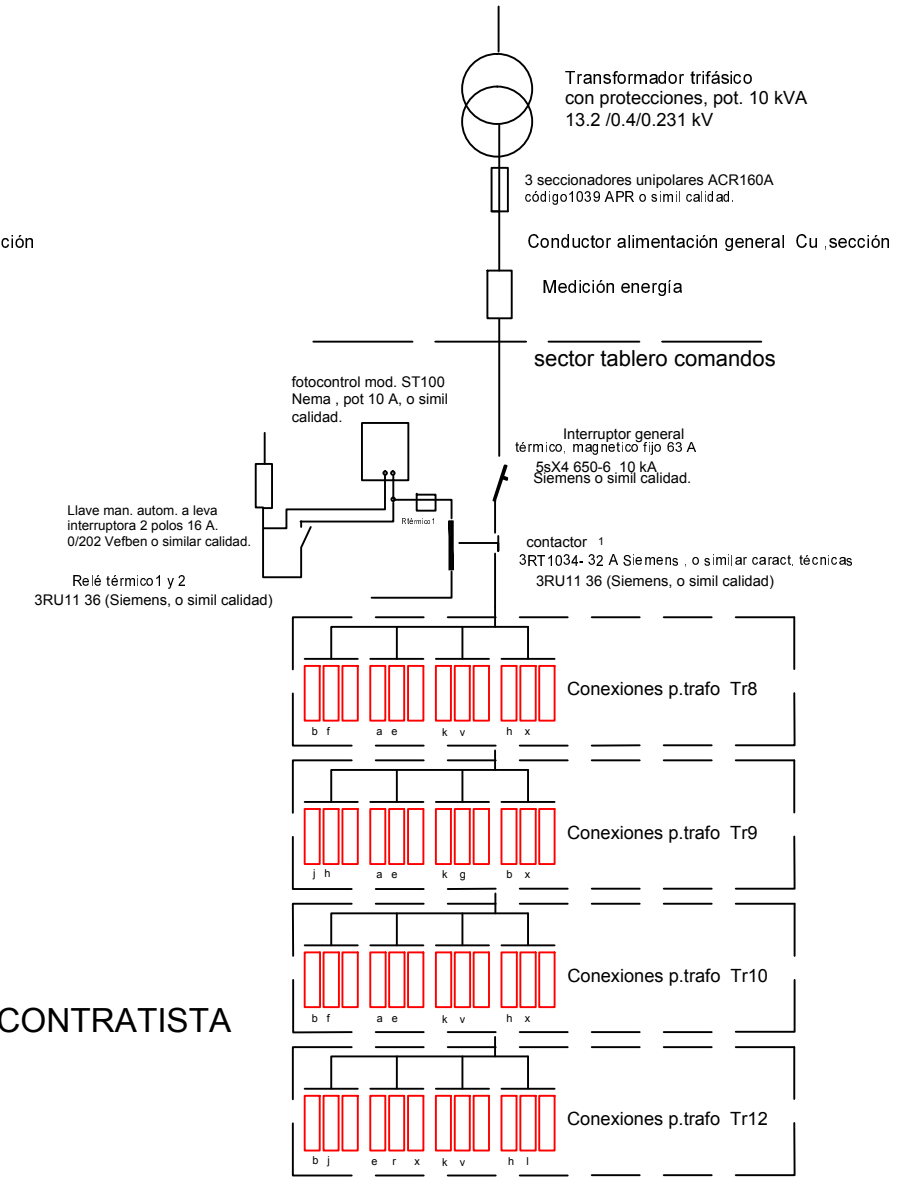 Transformador trifásico
con protecciones, pot. 10 kVA
13.2 /0.4/0.231 kV
3 seccionadores unipolares ACR160A
código1039 APR o simil calidad.
ción
Conductor alimentación general Cu ,sección
Medición energía
sector tablero comandos
fotocontrol mod. ST100
Nema , pot 10 A, o simil
calidad.
Interruptor general
térmico, magnetico fijo 63 A
5sX4 650-6 10 kA
Siemens o simil calidad.
Llave man. autom. a leva
interruptora 2 polos 16 A.
0/202 Vefben o similar calidad.
Rtérmico1
contactor 1
3RT1034- 32 A Siemens , o similar caract, técnicas
3RU11 36 (Siemens, o simil calidad)
Relé térmico1 y 2
3RU11 36 (Siemens, o simil calidad)
Conexiones p.trafo Tr8
b f a e k v h x
Conexiones p.trafo Tr9
j h a e k g b x
Conexiones p.trafo Tr10
b f a e k v h x
CONTRATISTA
Conexiones p.trafo Tr12
b j e r x k v h l